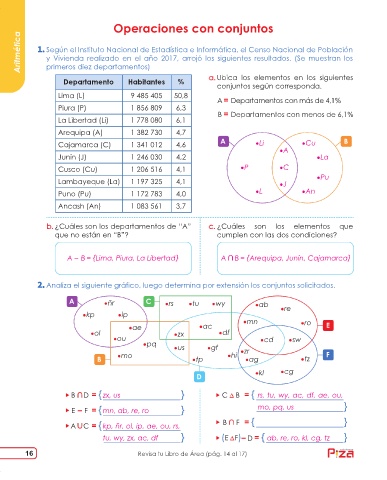 Aritmética
Operaciones con conjuntos
1. Según el Instituto Nacional de Estadística e Informática, el Censo Nacional de Población
y Vivienda realizado en el año 2017, arrojó los siguientes resultados. (Se muestran los
primeros diez departamentos)
Departamento Habitantes %
Lima (L) 9 485 405 50,8
Piura (P) 1 856 809 6,3
La Libertad (Li) 1 778 080 6,1
Arequipa (A) 1 382 730 4,7
Cajamarca (C) 1 341 012 4,6
Junín (J) 1 246 030 4,2
Cusco (Cu) 1 206 516 4,1
Lambayeque (La) 1 197 325 4,1
Puno (Pu) 1 172 783 4,0
Ancash (An) 1 083 561 3,7
a. Ubica los elementos en los siguientes
conjuntos según corresponda.
A = Departamentos con más de 4,1%
B = Departamentos con menos de 6,1%
A •Li •Cu B
•A
•La
•P •C
•Pu
•J
•L •An
b. ¿Cuáles son los departamentos de "A"
que no están en "B"?
A – B = {Lima, Piura, La Libertad}
c. ¿Cuáles son los elementos que
cumplen con las dos condiciones?
A ∩ B = {Arequipa, Junín, Cajamarca}
2. Analiza el siguiente gráfico, luego determina por extensión los conjuntos solicitados.
A •ñr C •rs •tu •wy •ab
•re
•kp •ip
•mn •ro E
•ae •ac
•ol •zx •df
•ou •cd •sw
•pq •us •gf
B •mo •hi •rr F
•fp •ag •tz
•kl •cg
D
B ∩ D = { zx, us }
E – F = { mn, ab, re, ro }
A ∪ C = { kp, ñr, ol, ip, ae, ou, rs,
tu, wy, zx, ac, df }
C △ B = { rs, tu, wy, ac, df, ae, ou,
mo, pq, us }
B ∩ F = { }
(E △ F) – D = { ab, re, ro, kl, cg, tz }
16 Revisa tu Libro de Área (pág. 14 al 17) Pizza